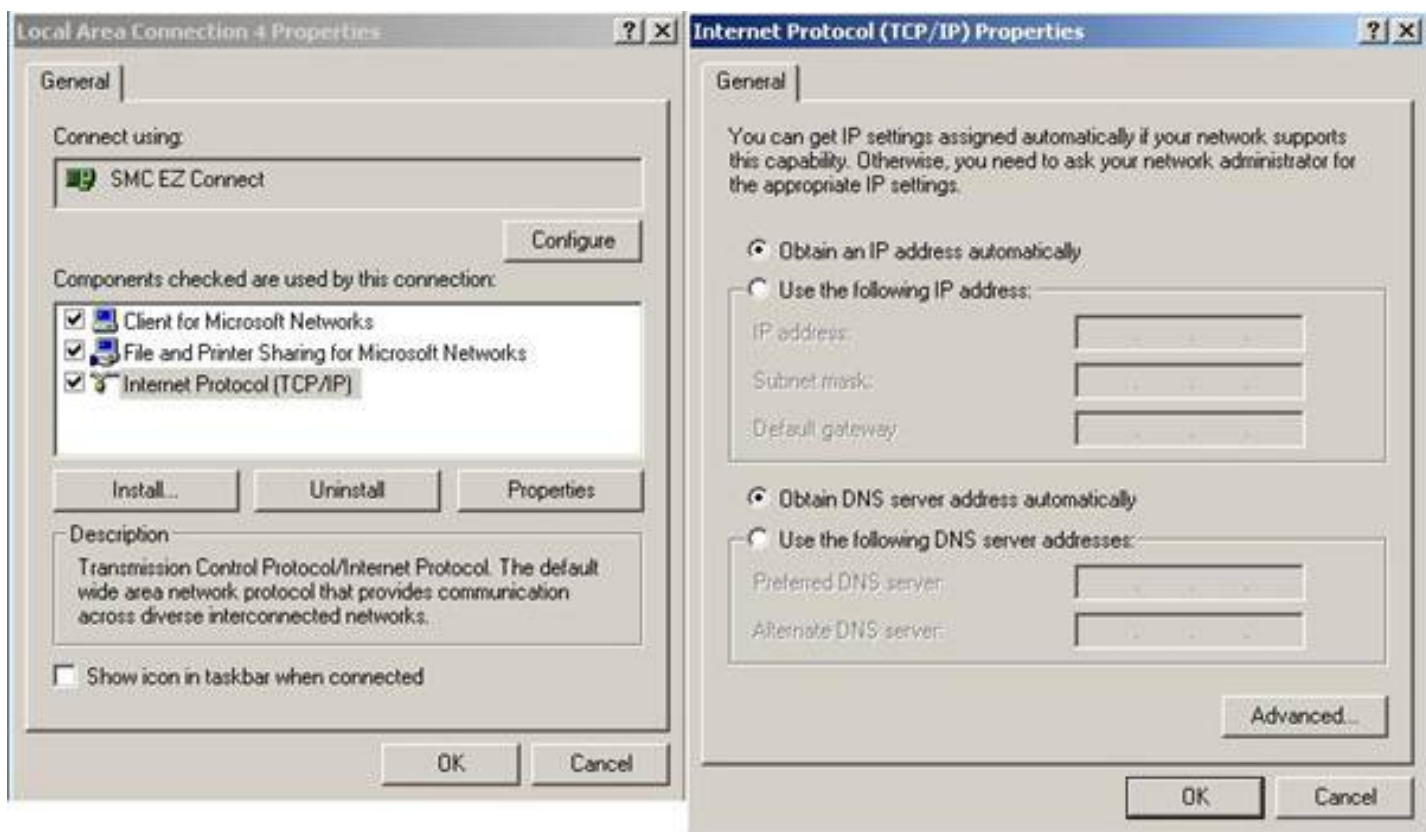 Local Area Connection 4 Properties
General
Connect using:
SMC EZ Connect
Configure
Components checked are used by this connection:
Client for Microsoft Networks
File and Printer Sharing for Microsoft Networks
Internet Protocol (TCP/IP)
Install...
Uninstall
Properties
Description
Transmission Control Protocol/Internet Protocol. The default
wide area network protocol that provides communication
across diverse interconnected networks.
Show icon in taskbar when connected
OK
Cancel
Internet Protocol (TCP/IP) Properties
General
You can get IP settings assigned automatically if your network supports
this capability. Otherwise, you need to ask your network administrator for
the appropriate IP settings.
Obtain an IP address automatically
Use the following IP address:
IP address:
Subnet mask:
Default gateway:
Obtain DNS server address automatically
Use the following DNS server addresses:
Preferred DNS server:
Alternate DNS server:
Advanced...
OK
Cancel